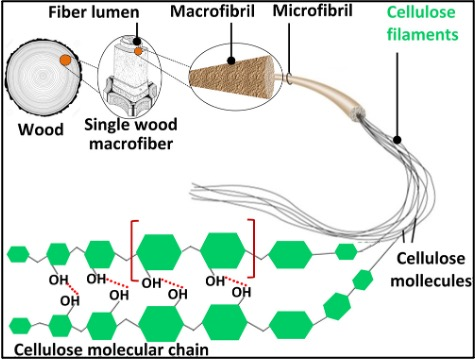 Fiber lumen
Macrofibril
Microfibril
Cellulose
filaments
Wood
Single wood
macrofiber
Cellulose
mollecules
OH OH OH OH
OH OH OH OH
Cellulose molecular chain